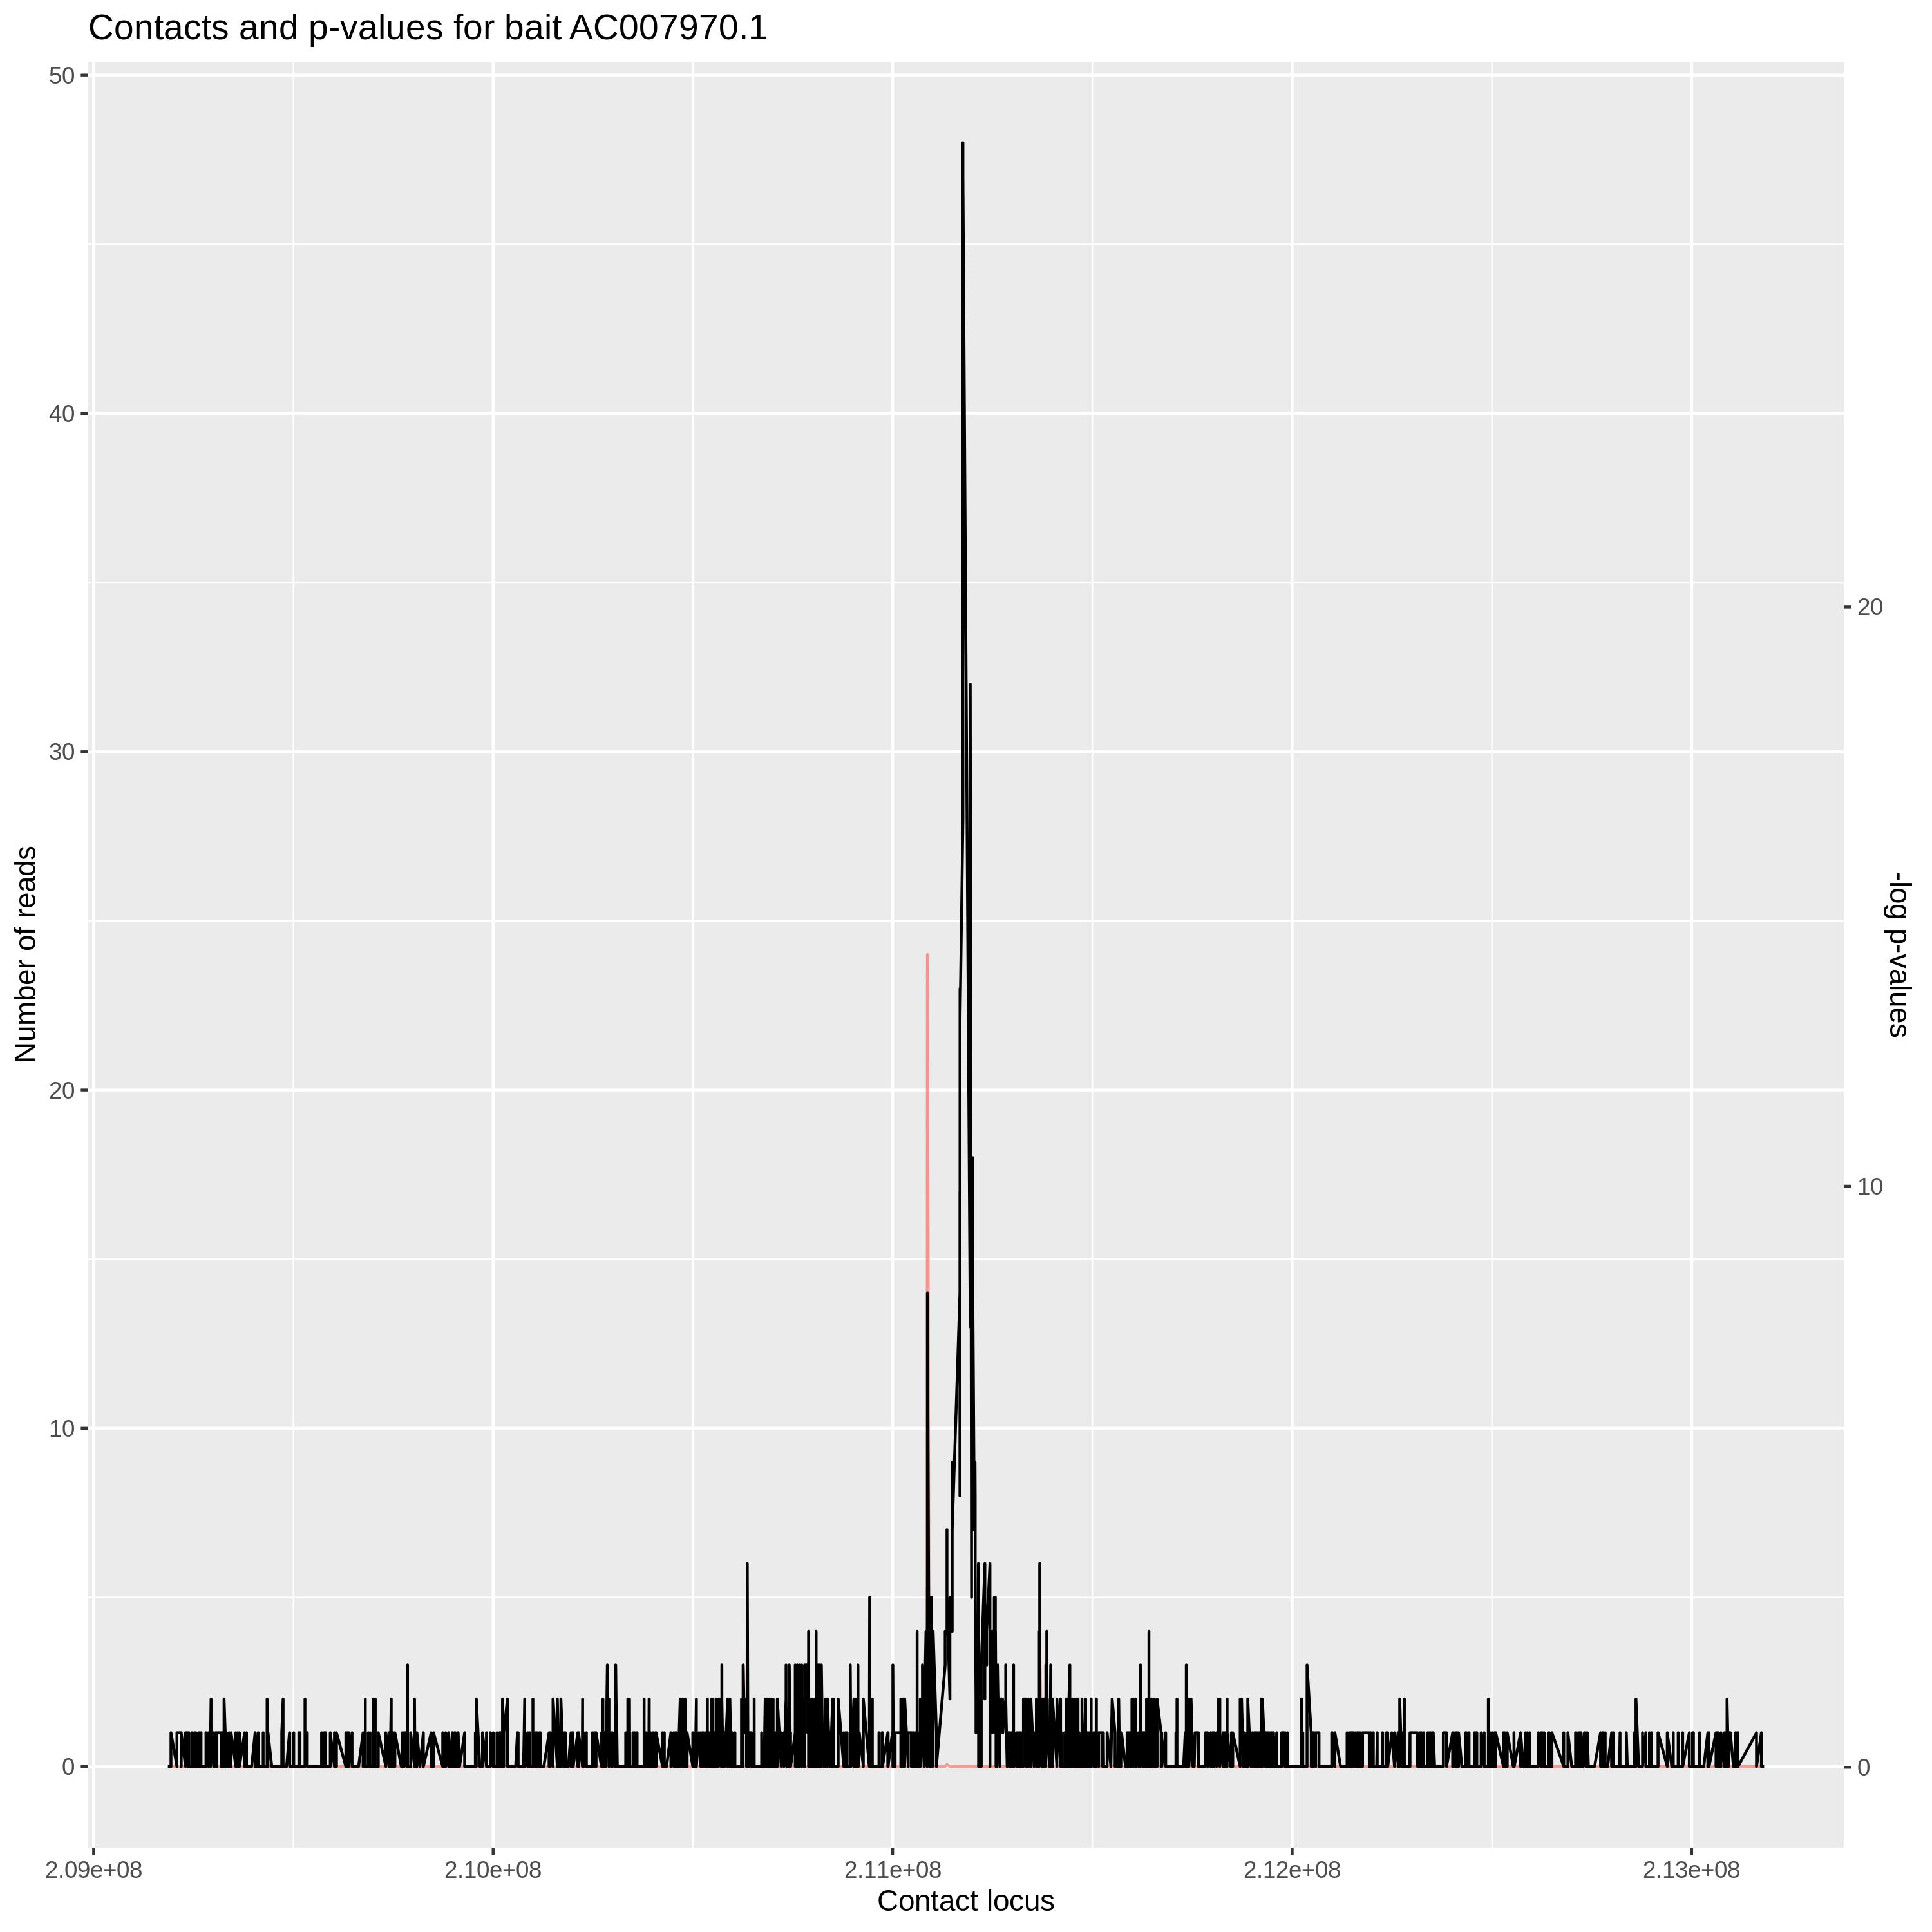 Contacts and p-values for bait AC007970.1
50
40
30
20
10
0
Number of reads
20
10
0
-log p-values
2.09e+08
2.10e+08
2.11e+08
2.12e+08
2.13e+08
Contact locus